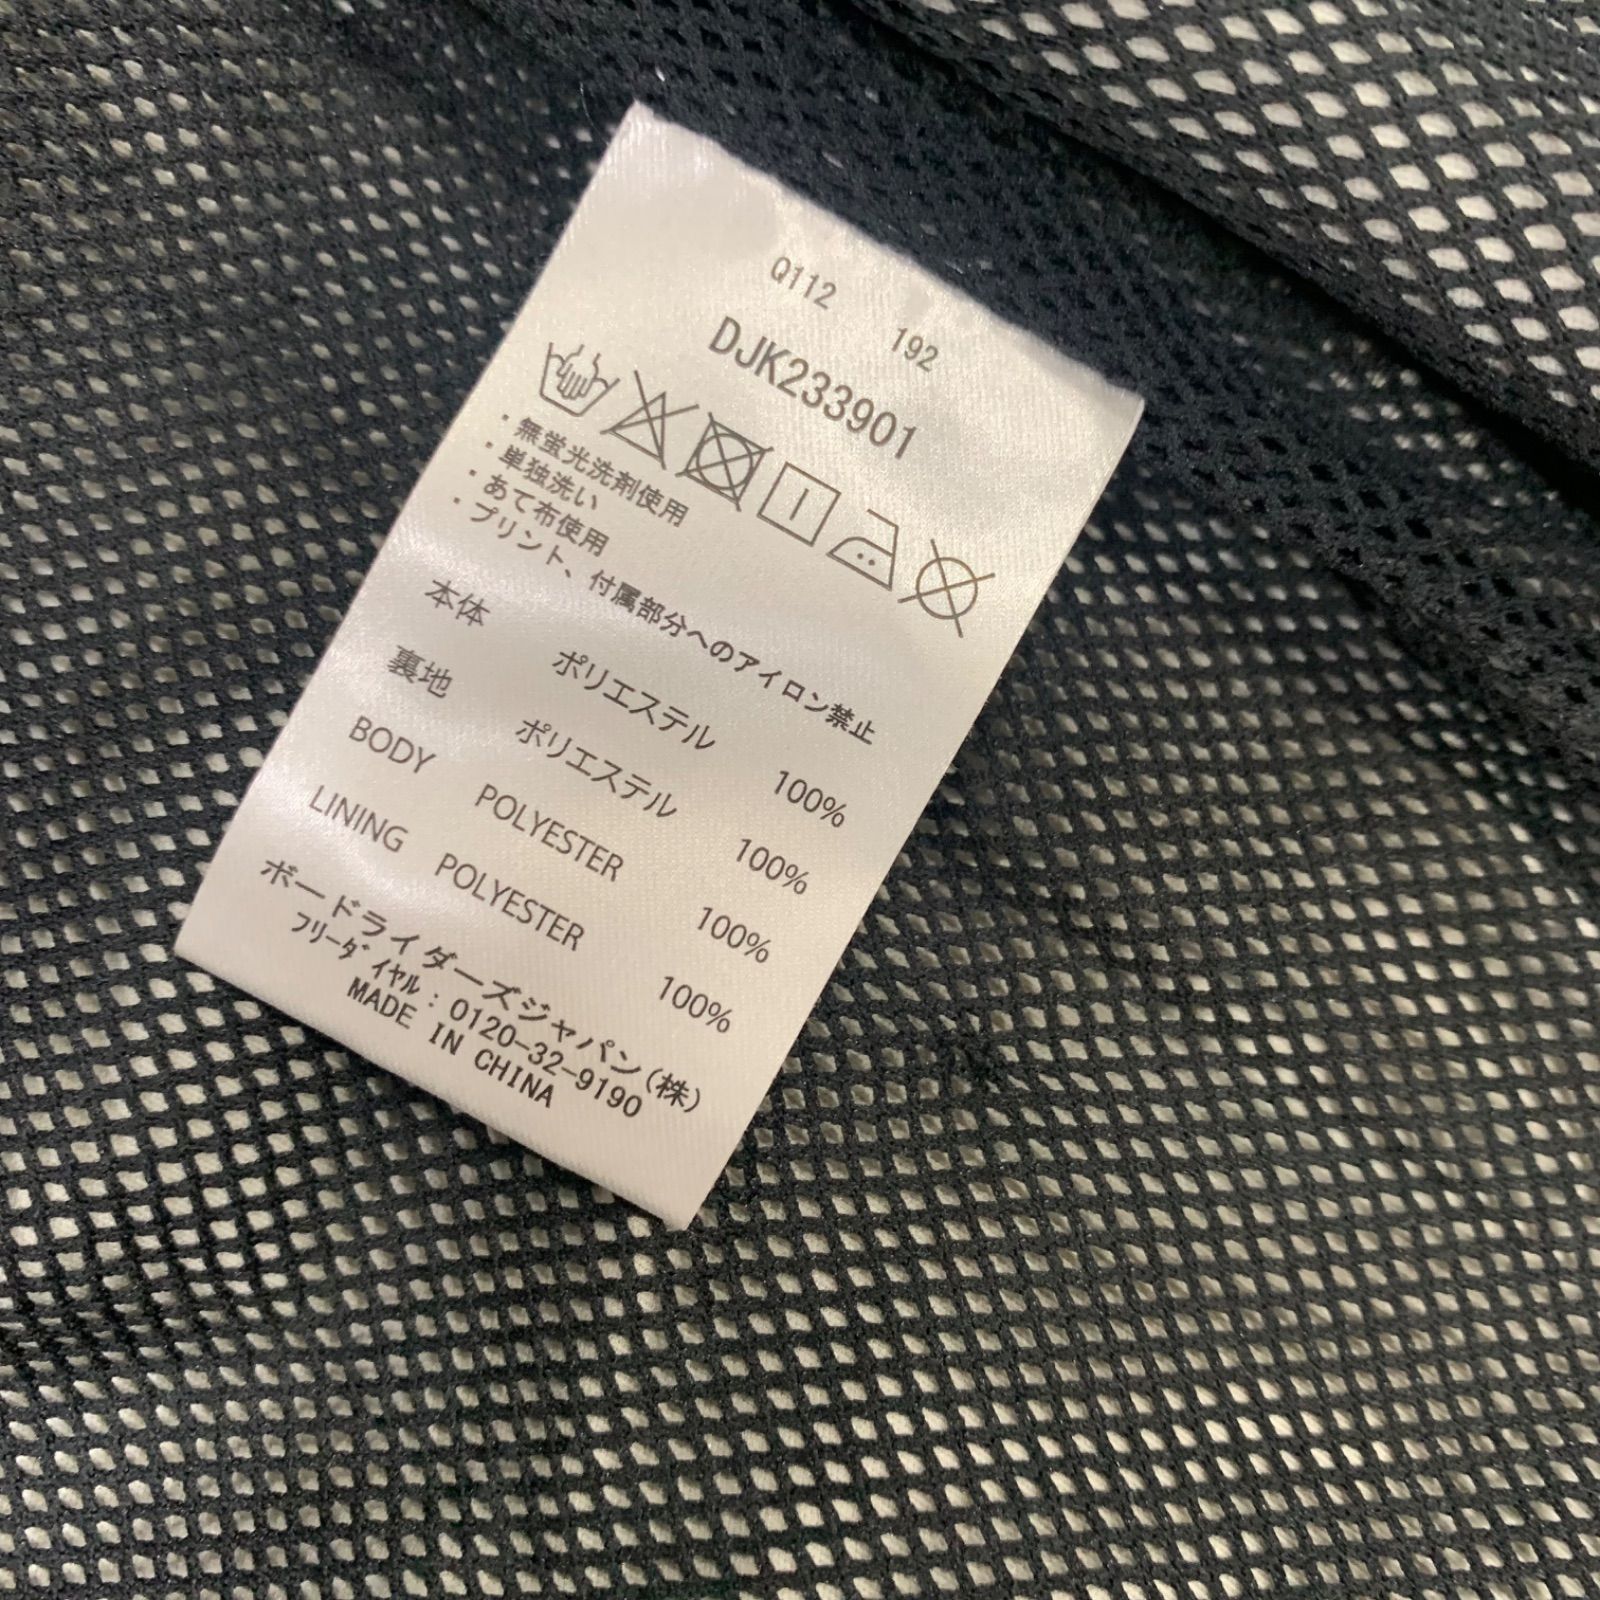 Q112 192
DJK233901
・無蛍光洗剤使用
・単独洗い
・あて布使用
・プリント、付属部分へのアイロン禁止
本体 ポリエステル 100%
裏地 ポリエステル 100%
BODY POLYESTER 100%
LINING POLYESTER 100%
ボードライダーズジャパン(株)
フリーダイヤル:0120-32-9190
MADE IN CHINA